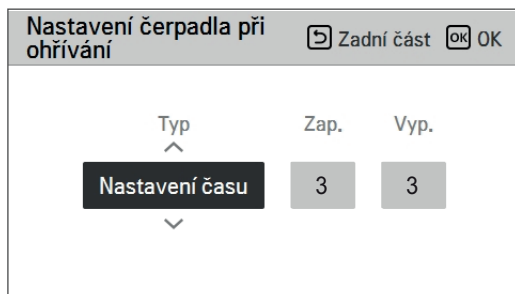 Nastavení čerpadla při
ohřívání
Zadní část OK OK
Typ Zap. Vyp.
Nastavení času 3 3